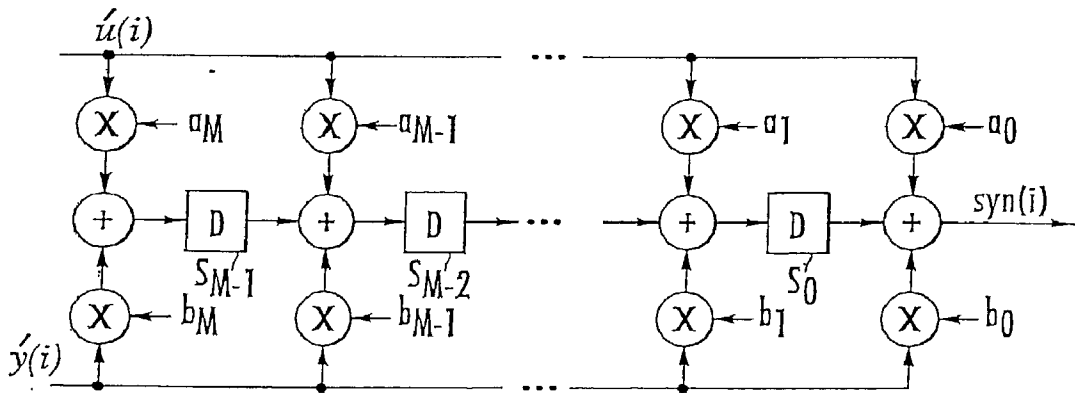 ú(i)
...
X a_M X a_{M-1} X a_1 X a_0
+ D + D ... + D + syn(i)
S'_{M-1} S'_{M-2} S'_0
X b_M X b_{M-1} X b_1 X b_0
ý(i)
...